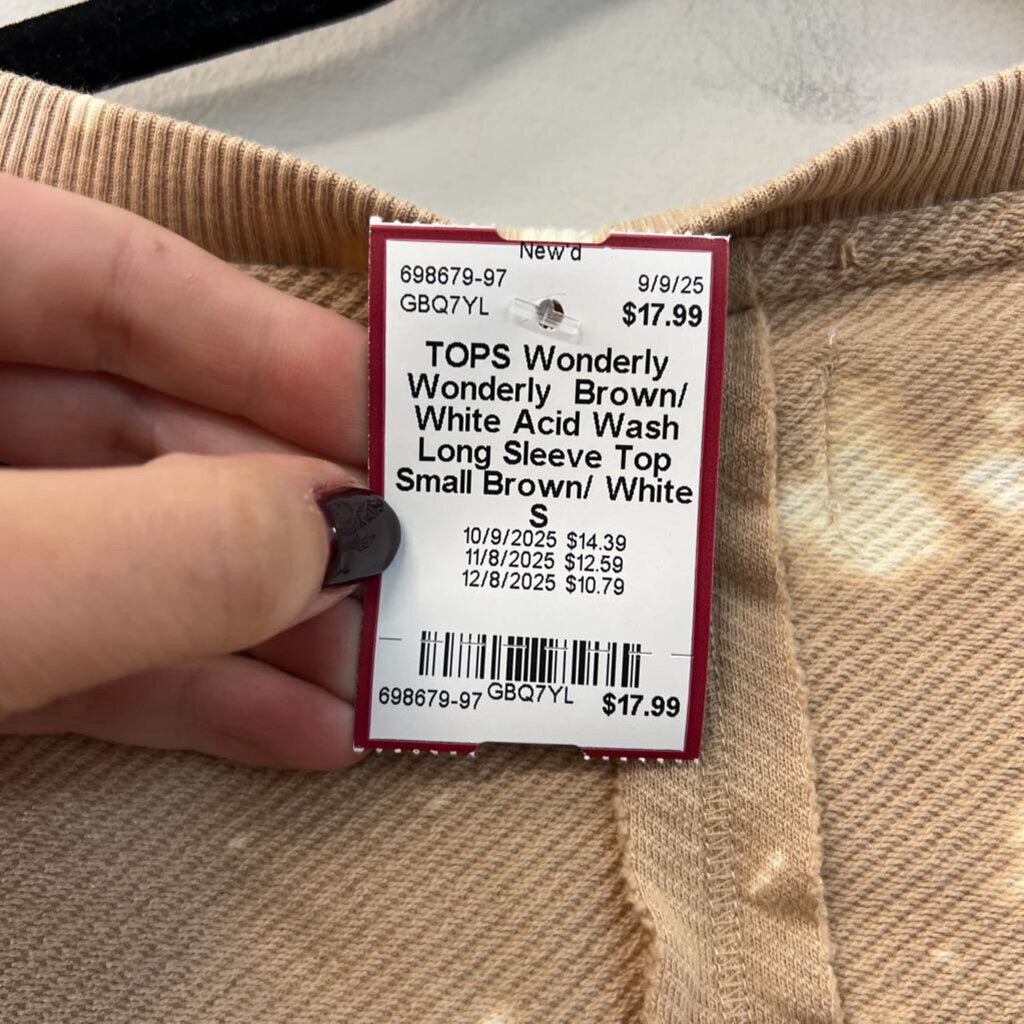 New'd
698679-97 9/9/25
GBQ7YL $17.99
TOPS Wonderly
Wonderly Brown/
White Acid Wash
Long Sleeve Top
Small Brown/ White
S
10/9/2025 $14.39
11/8/2025 $12.59
12/8/2025 $10.79
698679-97 GBQ7YL $17.99